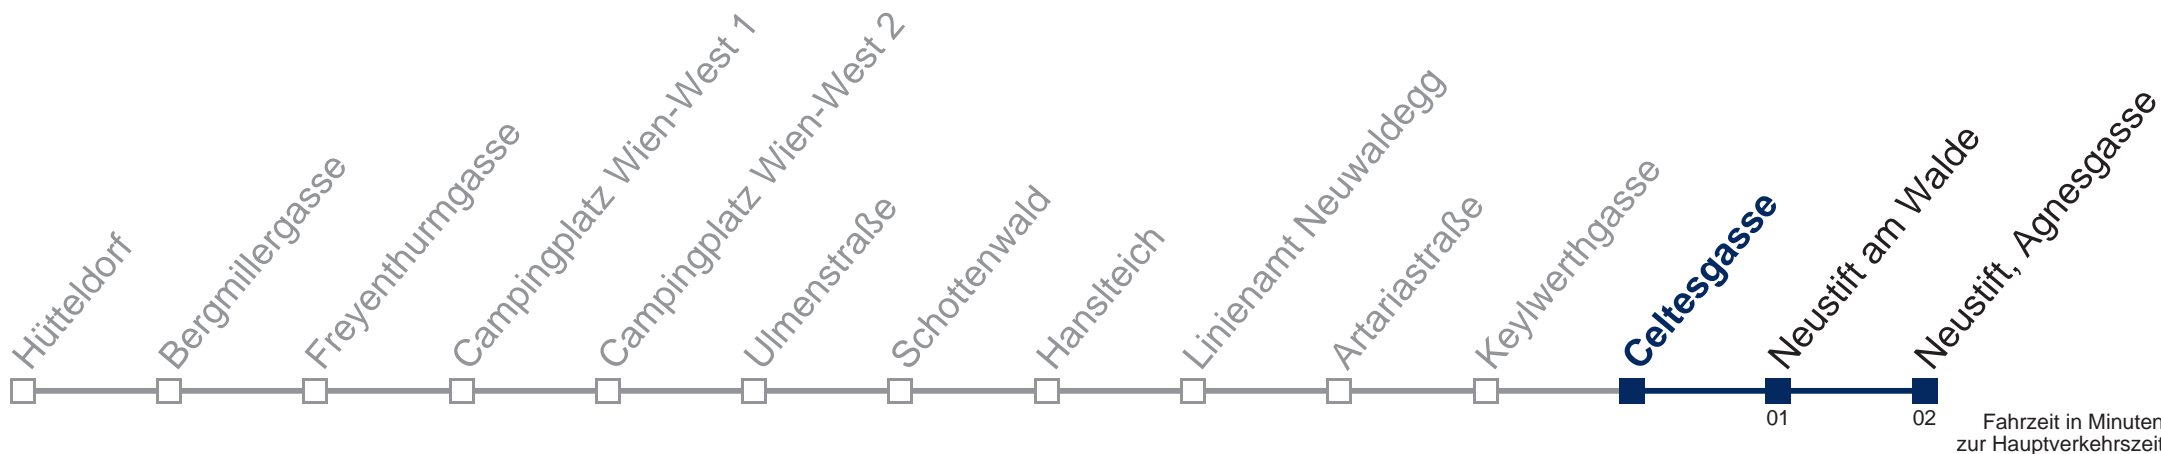 Hütteldorf
Bergmillergasse
Freyenthurmgasse
Campingplatz Wien-West 1
Campingplatz Wien-West 2
Ulmenstraße
Schottenwald
Hanslteich
Linienamt Neuwaldegg
Artariastraße
Keylwerthgasse
Celtesgasse
Neustift am Walde
Neustift, Agnesgasse
01
02
Fahrzeit in Minuten
zur Hauptverkehrszeit